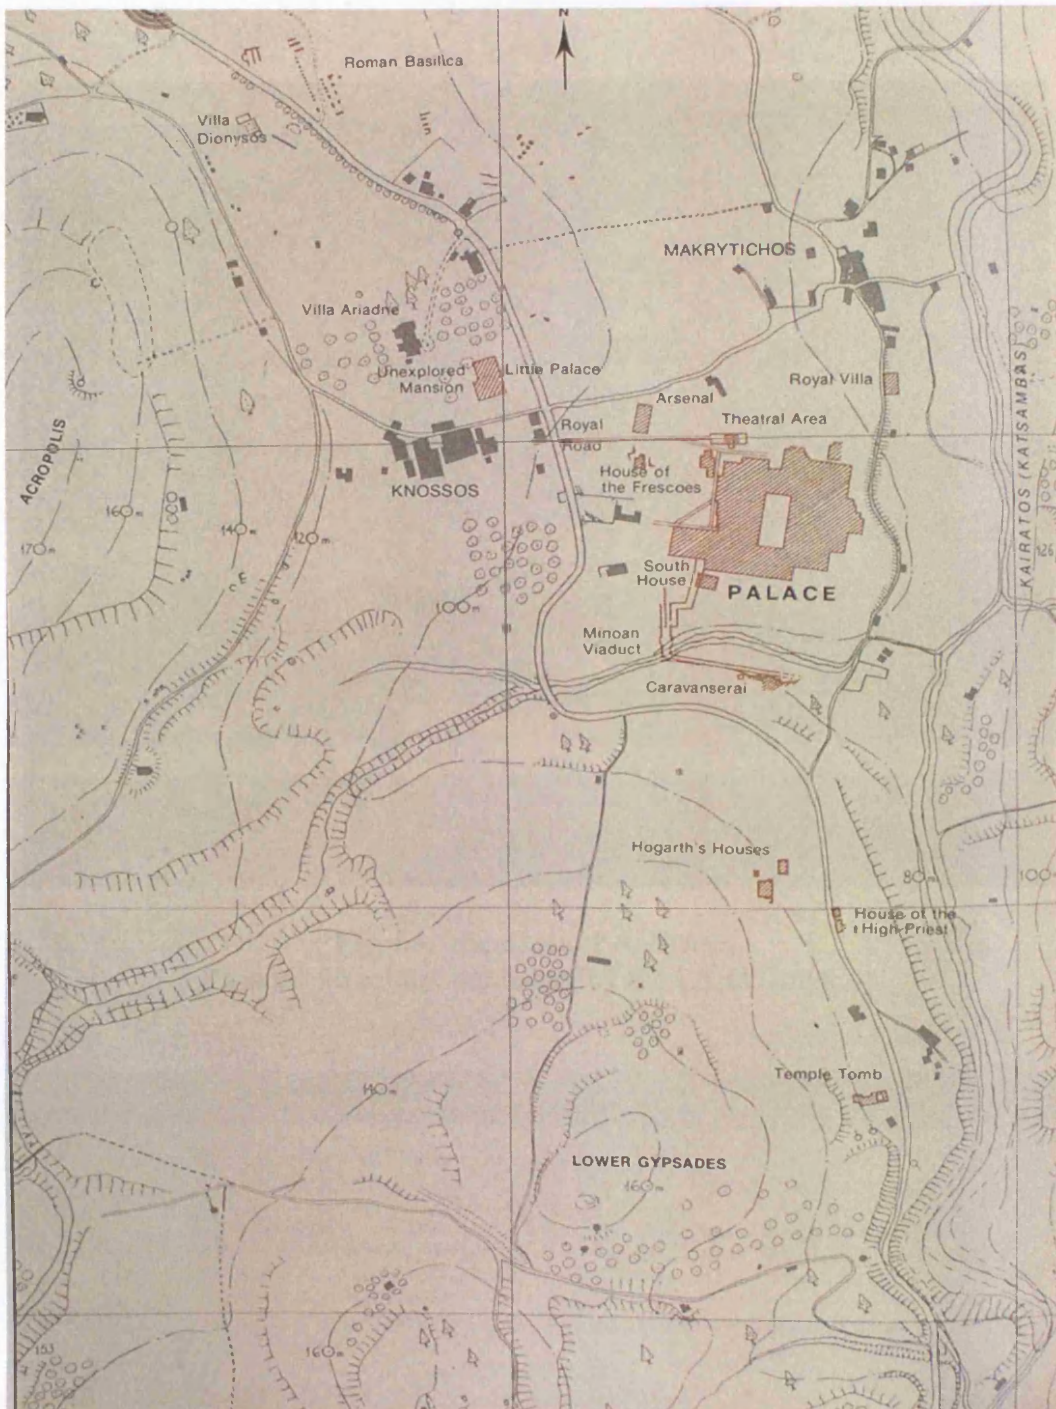 Z
Roman Basilica
Villa
Dionysos
MAKRYTICHOS
Villa Ariadne
Unexplored
Mansion
Little Palace
Royal Villa
Arsenal
Theatral Area
Royal
Road
KNOSSOS
House of
the Frescoes
ACROPOLIS
KAIRATOS (KATSAMBAS)
160m
140m
120m
170m
126
South
House
PALACE
100m
Minoan
Viaduct
Caravanserai
Hogarth's Houses
80m
100
House of the
High-Priest
Temple Tomb
140m
LOWER GYPSADES
160m
160m